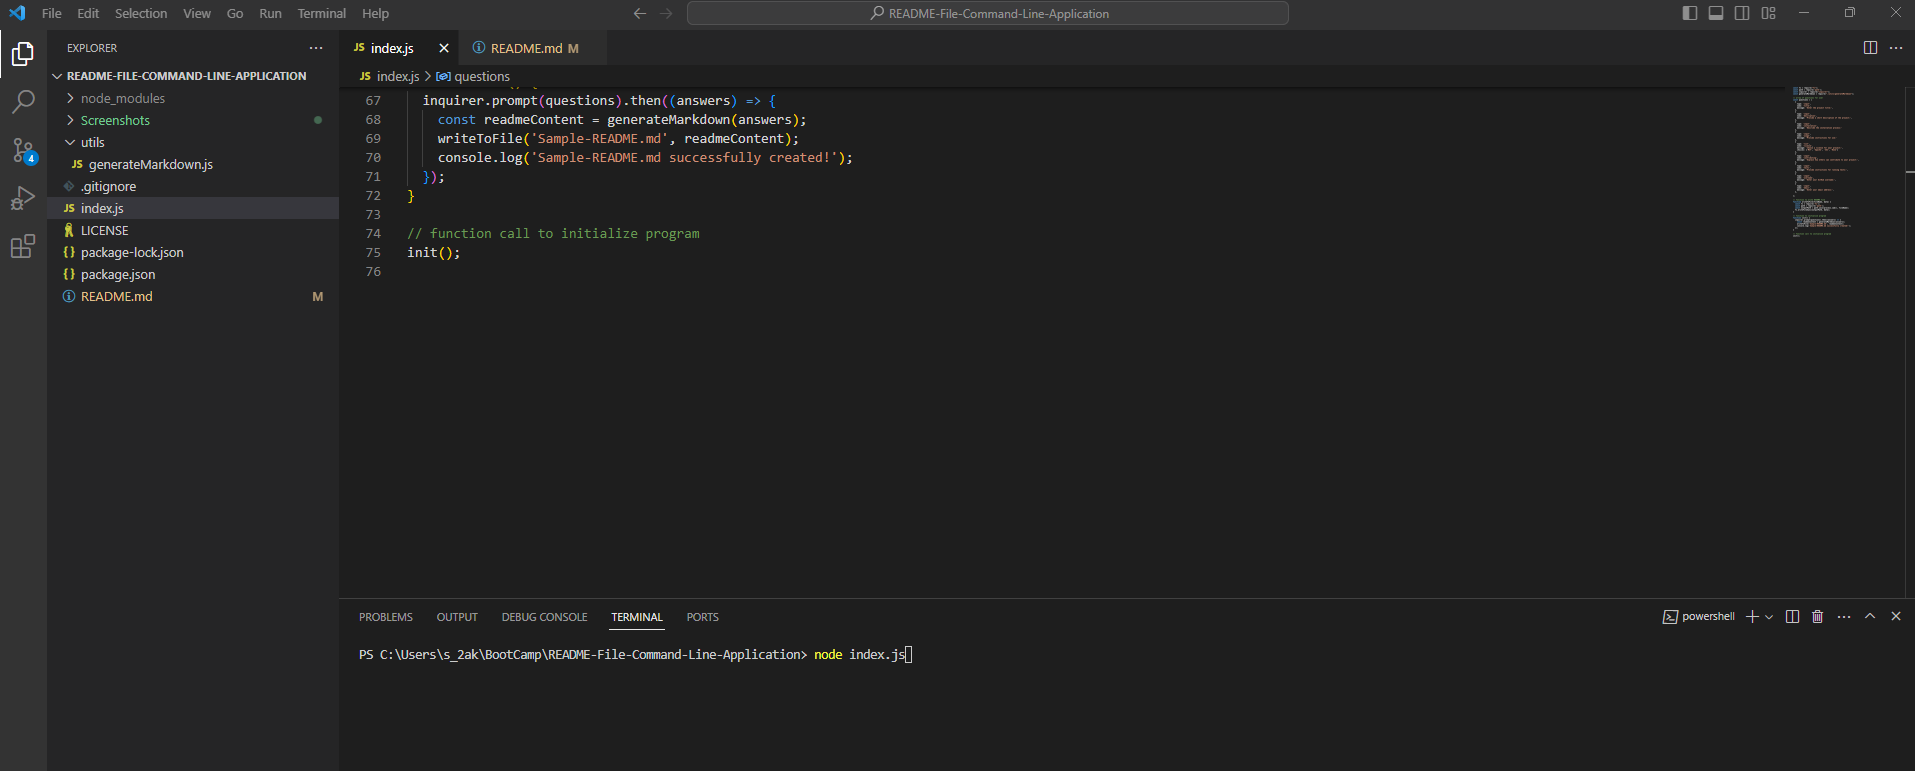 File Edit Selection View Go Run Terminal Help
README-File-Command-Line-Application
EXPLORER
README-FILE-COMMAND-LINE-APPLICATION
node_modules
Screenshots
utils
JS generateMarkdown.js
.gitignore
JS index.js
LICENSE
{} package-lock.json
{} package.json
README.md M
4
JS index.js
README.md M
JS index.js > questions
67 inquirer.prompt(questions).then((answers) => {
68 const readmeContent = generateMarkdown(answers);
69 writeToFile('Sample-README.md', readmeContent);
70 console.log('Sample-README.md successfully created!');
71 });
72 }
73
74 // function call to initialize program
75 init();
76
PROBLEMS OUTPUT DEBUG CONSOLE TERMINAL PORTS
powershell
PS C:\Users\s_2ak\BootCamp\README-File-Command-Line-Application> node index.js